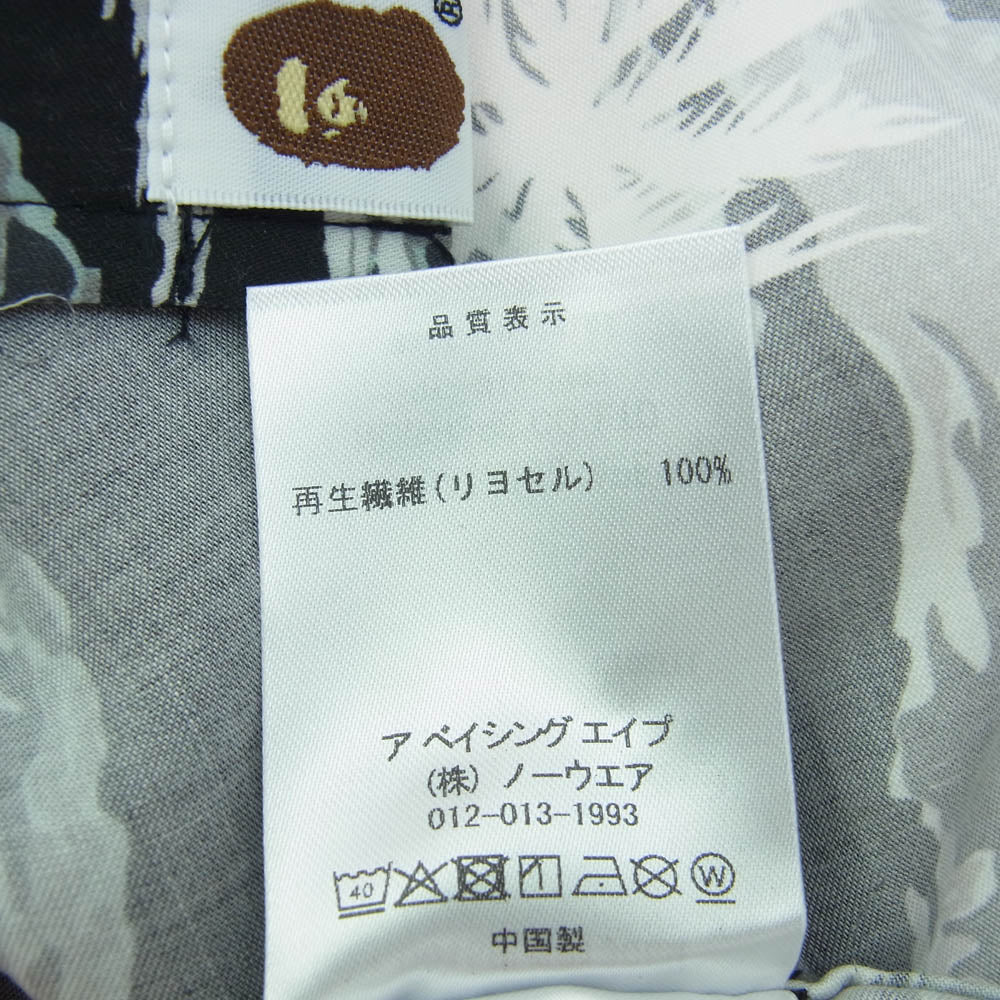 ®
品質表示
再生繊維(リヨセル) 100%
ア ベイシング エイプ
(株) ノーウエア
012-013-1993
40
W
中国製